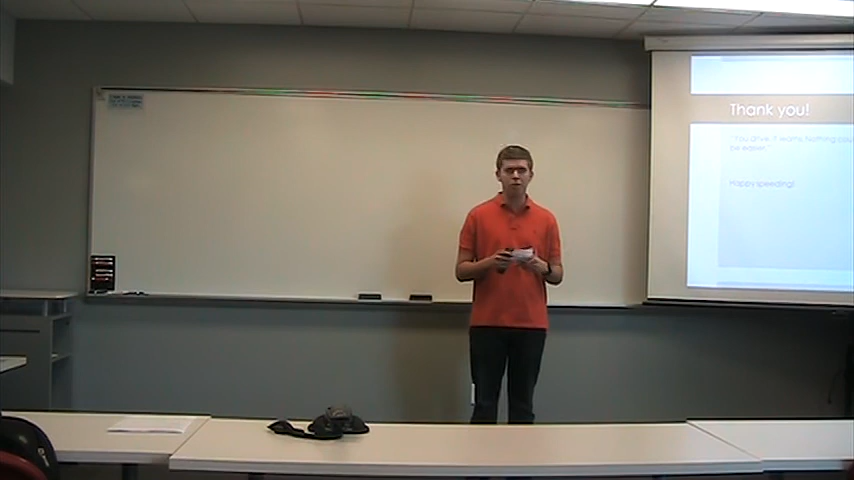 Thank you!
"You drive. It warns. Nothing could
be easier."
Happy speeding!